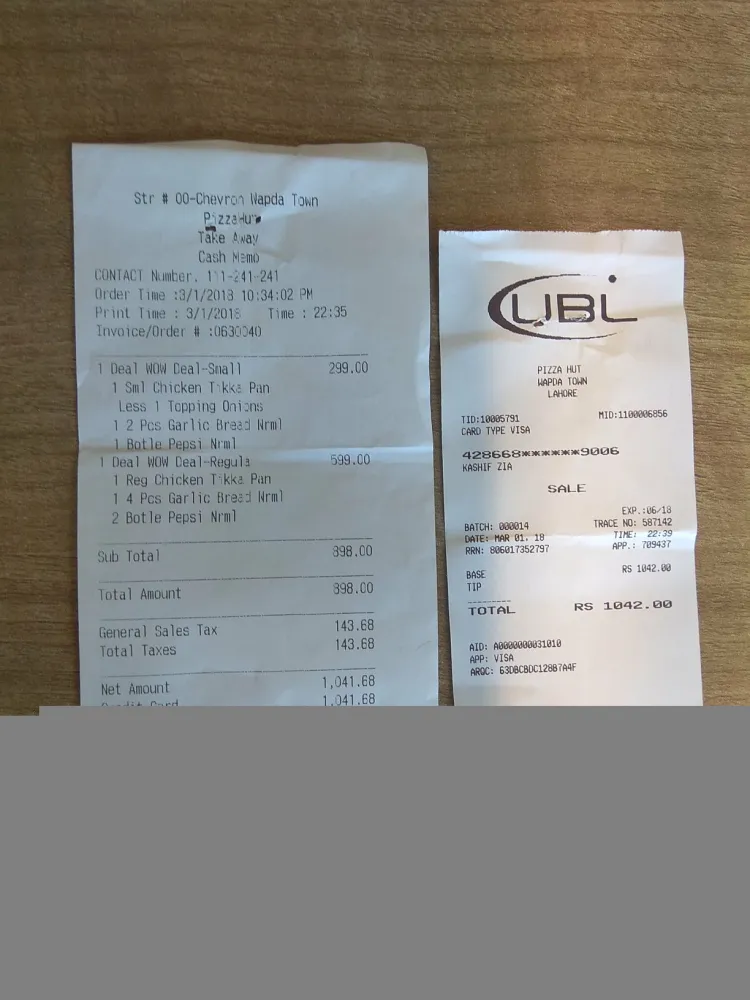 Str # 00-Chevron Wapda Town
PizzaHut
Take Away
Cash Memo
CONTACT Number. 111-241-241
Order Time :3/1/2018 10:34:02 PM
Print Time : 3/1/2018 Time : 22:35
Invoice/Order # :0630040
1 Deal WOW Deal-Small 299.00
1 Sml Chicken Tikka Pan
Less 1 Topping Onions
1 2 Pcs Garlic Bread Nrml
1 Botle Pepsi Nrml
1 Deal WOW Deal-Regula 599.00
1 Reg Chicken Tikka Pan
1 4 Pcs Garlic Bread Nrml
2 Botle Pepsi Nrml
Sub Total 898.00
Total Amount 898.00
General Sales Tax 143.68
Total Taxes 143.68
Net Amount 1,041.68
Credit Card 1,041.68
UBL
PIZZA HUT
WAPDA TOWN
LAHORE
TID:10005791 MID:1100006856
CARD TYPE VISA
428668******9006
KASHIF ZIA
SALE
EXP.:06/18
BATCH: 000014 TRACE NO: 587142
DATE: MAR 01, 18 TIME: 22:39
RRN: 806017352797 APP.: 709437
BASE RS 1042.00
TIP
TOTAL RS 1042.00
AID: A0000000031010
APP: VISA
ARQC: 63DBCBDC128B7A4F